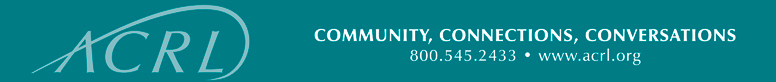 ACRL
COMMUNITY, CONNECTIONS, CONVERSATIONS
800.545.2433 • www.acrl.org